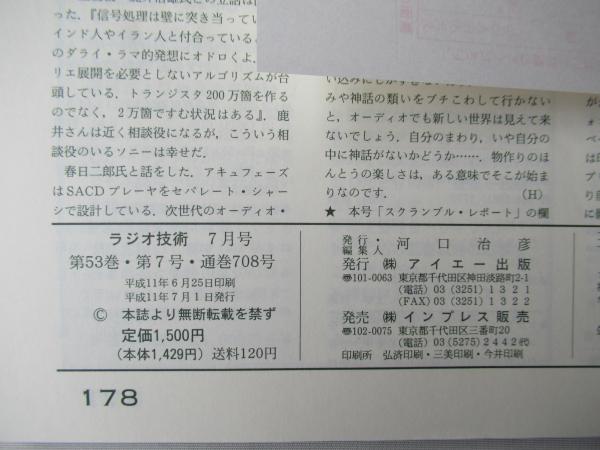 った.『信号処理は壁に突き当ってい
インド人やイラン人と付合っている.
のダライ・ラマ的発想にオドロくよ.
リエ展開を必要としないアルゴリズムが台
頭している. トランジスタ200万箇を作る
のでなく, 2万箇ですむ状況はある』. 鹿
井さんは近く相談役になるが, こういう相
談役のいるソニーは幸せだ.
春日二郎氏と話をした. アキュフェーズ
はSACDプレーヤをセパレート・シャー
シで設計している. 次世代のオーディオ・
みや神話の類いをブチこわして行かない
と, オーディオでも新しい世界は見えて来
ないでしょう. 自分のまわり, いや自分の
中に神話がないかどうか……. 物作りのほ
んとうの楽しさは, ある意味でそこが始ま
りなのです. (H)
★ 本号「スクランブル・レポート」の欄
ラジオ技術 7月号
第53巻・第7号・通巻708号
平成11年6月25日印刷
平成11年7月1日発行
© 本誌より無断転載を禁ず
定価1,500円
(本体1,429円) 送料120円
発行・編集人 河口治彦
発行 ㈱アイエー出版
〠101-0063 東京都千代田区神田淡路町2-1
(電話) 03 (3251) 1321
(FAX) 03 (3251) 1322
発売 ㈱インプレス販売
〠102-0075 東京都千代田区三番町20
(電話) 03 (5275) 2442㈹
印刷所 弘済印刷・三美印刷・今井印刷
178